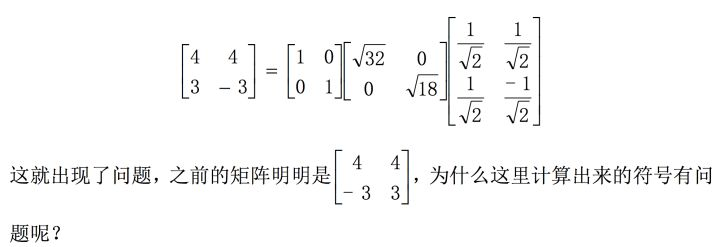 [4 4
3 -3] = [1 0
0 1][√32 0
0 √18][1/√2 1/√2
1/√2 -1/√2]
这就出现了问题，之前的矩阵明明是[4 4
-3 3]，为什么这里计算出来的符号有问
题呢？